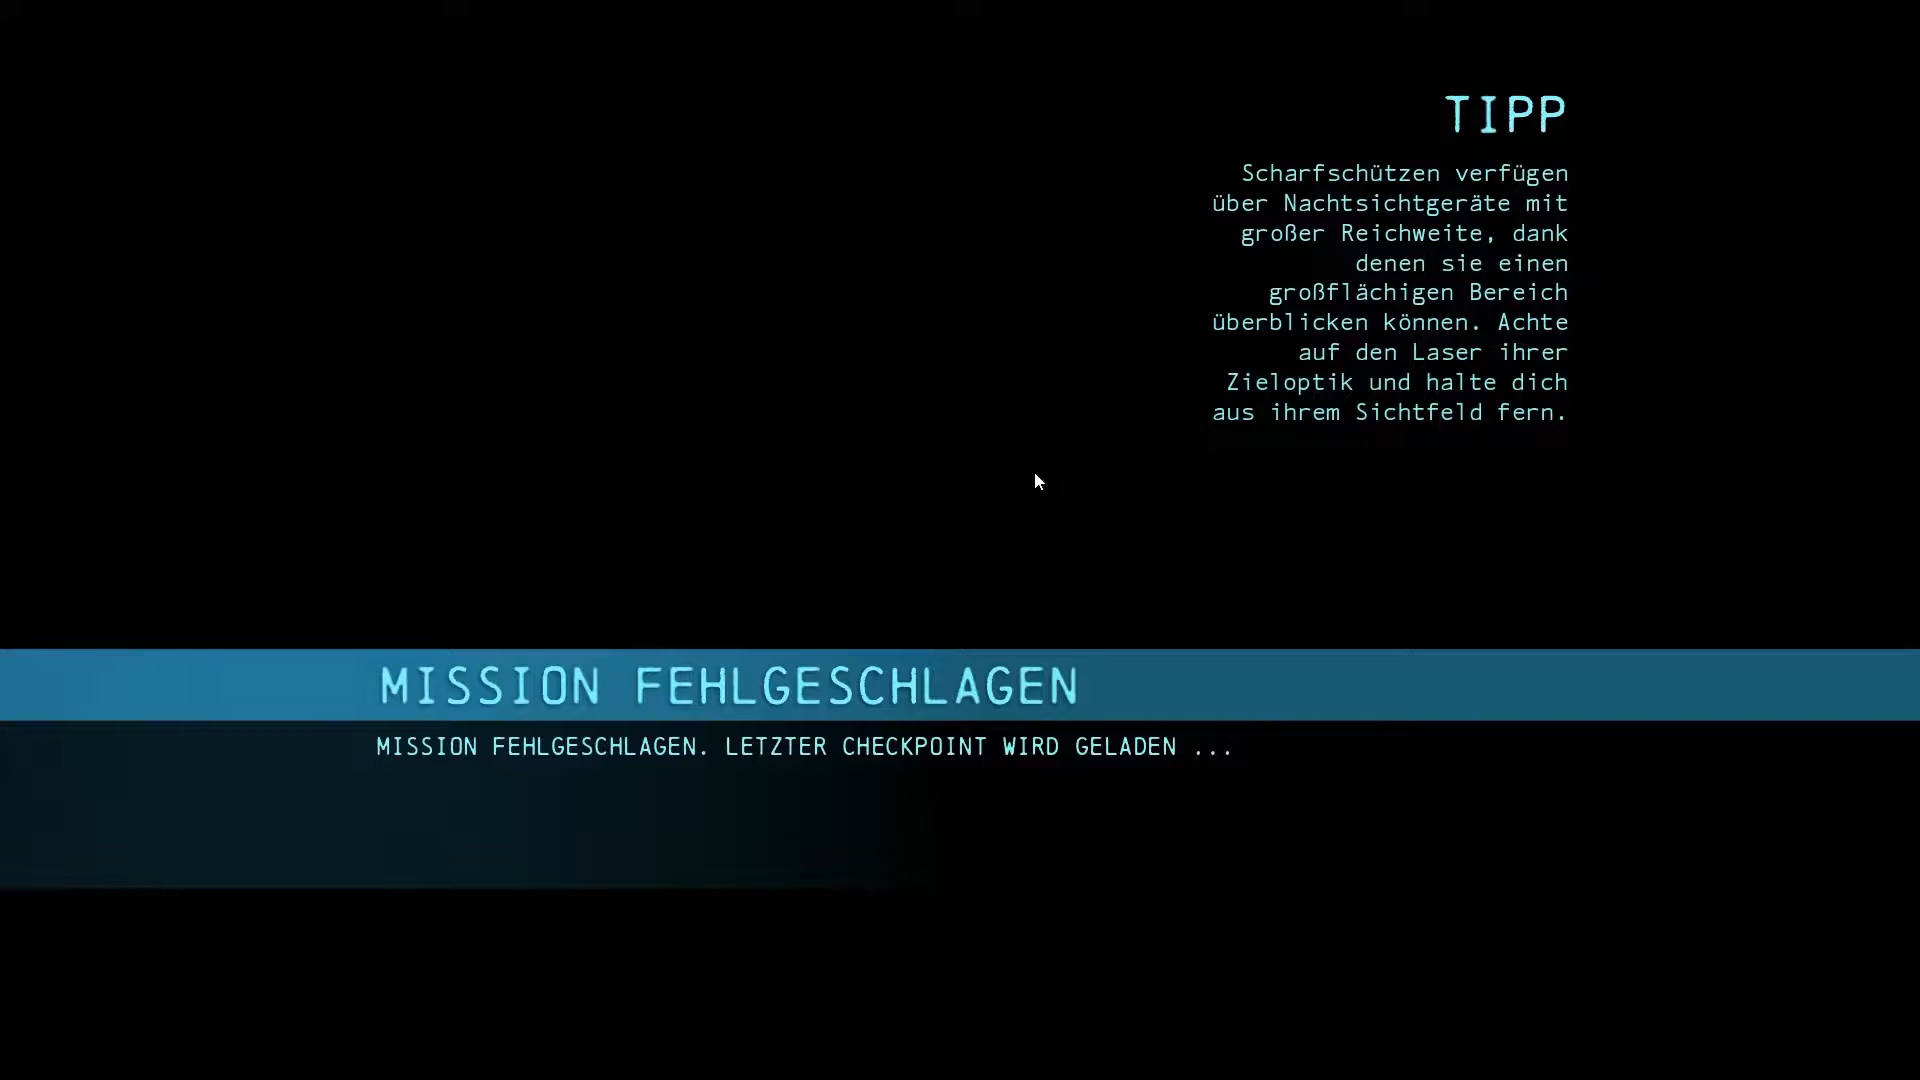 TIPP
Scharfschützen verfügen
über Nachtsichtgeräte mit
großer Reichweite, dank
denen sie einen
großflächigen Bereich
überblicken können. Achte
auf den Laser ihrer
Zieloptik und halte dich
aus ihrem Sichtfeld fern.
MISSION FEHLGESCHLAGEN
MISSION FEHLGESCHLAGEN. LETZTER CHECKPOINT WIRD GELADEN ...